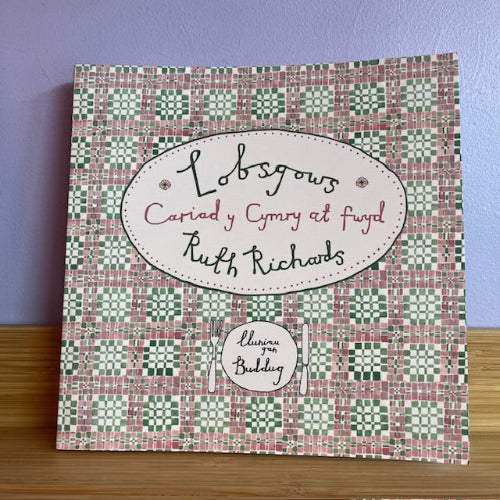 Lobsgows
Cariad y Cymry at fwyd
Ruth Richards
lluniau
gan
Buddug